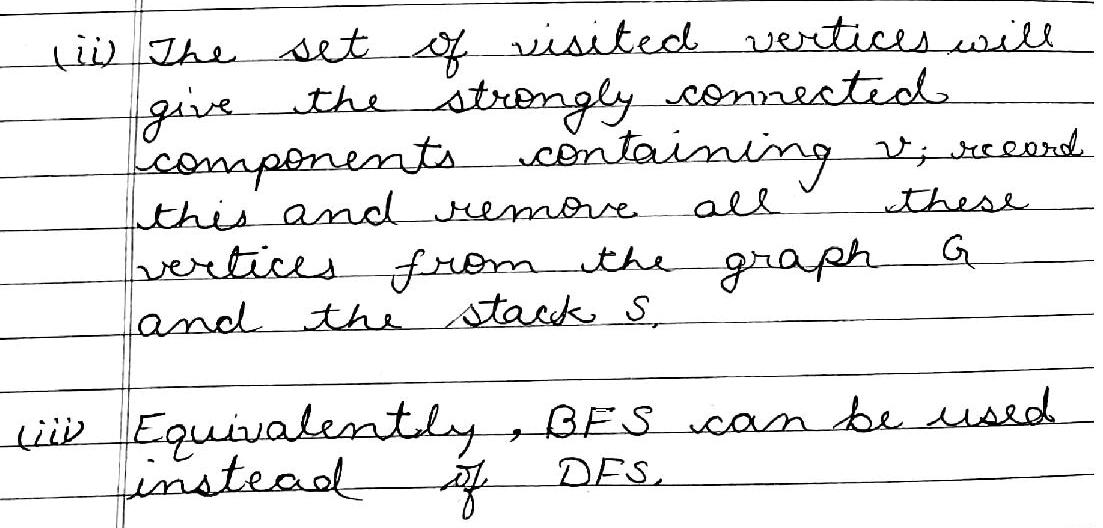 (ii) The set of visited vertices will
give the strongly connected
components containing v; record
this and remove all these
vertices from the graph G
and the stack S.
(iii) Equivalently, BFS can be used
instead of DFS.